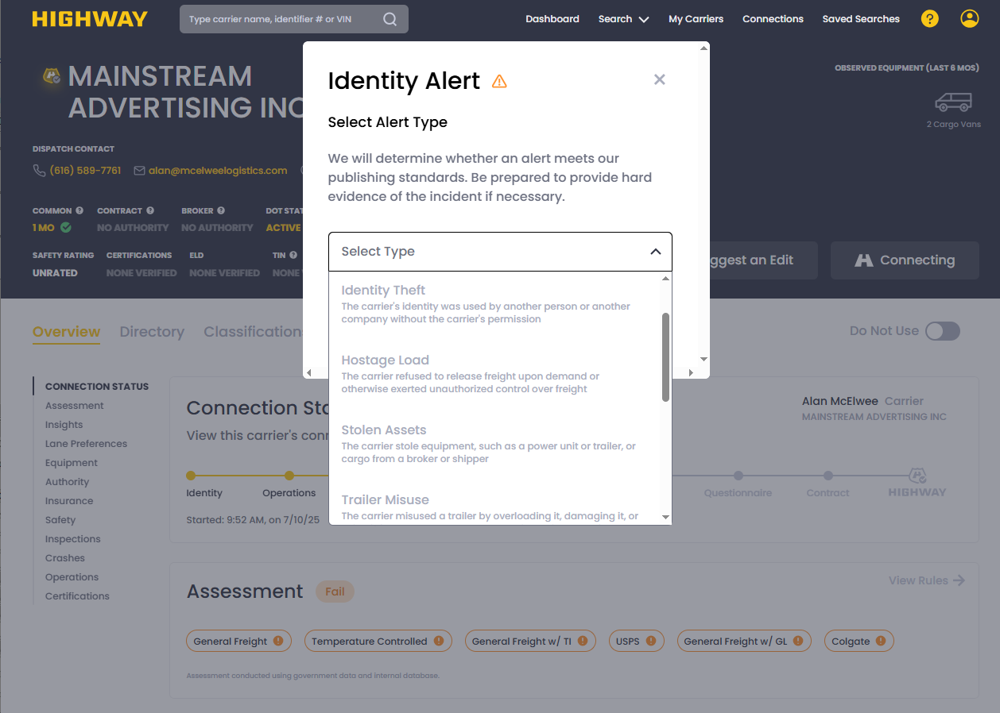 HIGHWAY
Type carrier name, identifier # or VIN
Dashboard
Search
My Carriers
Connections
Saved Searches
?
MAINSTREAM
ADVERTISING INC
OBSERVED EQUIPMENT (LAST 6 MOS)
2 Cargo Vans
DISPATCH CONTACT
(616) 589-7761
alan@mcelweelogistics.com
COMMON ?
CONTRACT ?
BROKER ?
DOT STAT
1 MO
NO AUTHORITY
NO AUTHORITY
ACTIVE
SAFETY RATING
CERTIFICATIONS
ELD
TIN ?
UNRATED
NONE VERIFIED
NONE VERIFIED
NONE
ggest an Edit
Connecting
Identity Alert
Select Alert Type
We will determine whether an alert meets our
publishing standards. Be prepared to provide hard
evidence of the incident if necessary.
Select Type
Identity Theft
The carrier's identity was used by another person or another
company without the carrier's permission
Hostage Load
The carrier refused to release freight upon demand or
otherwise exerted unauthorized control over freight
Stolen Assets
The carrier stole equipment, such as a power unit or trailer, or
cargo from a broker or shipper
Trailer Misuse
The carrier misused a trailer by overloading it, damaging it, or
Overview
Directory
Classification
Do Not Use
CONNECTION STATUS
Assessment
Insights
Lane Preferences
Equipment
Authority
Insurance
Safety
Inspections
Crashes
Operations
Certifications
Connection Sta
View this carrier's conn
Alan McElwee Carrier
MAINSTREAM ADVERTISING INC
Identity
Operations
Questionnaire
Contract
HIGHWAY
Started: 9:52 AM, on 7/10/25
Assessment
Fail
View Rules
General Freight
Temperature Controlled
General Freight w/ TI
USPS
General Freight w/ GL
Colgate
Assessment conducted using government data and internal database.